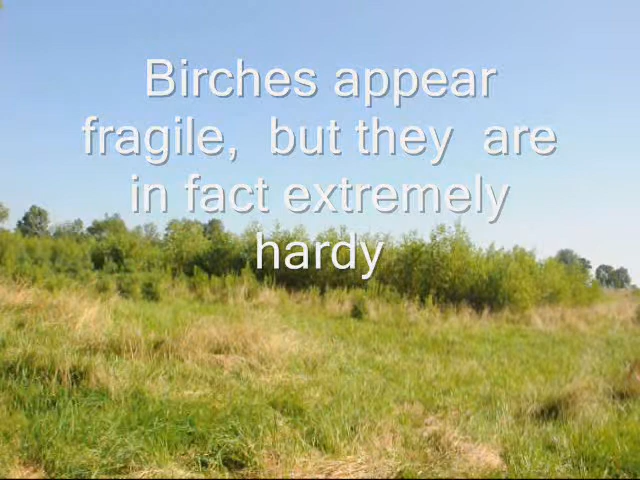 Birches appear
fragile, but they are
in fact extremely
hardy